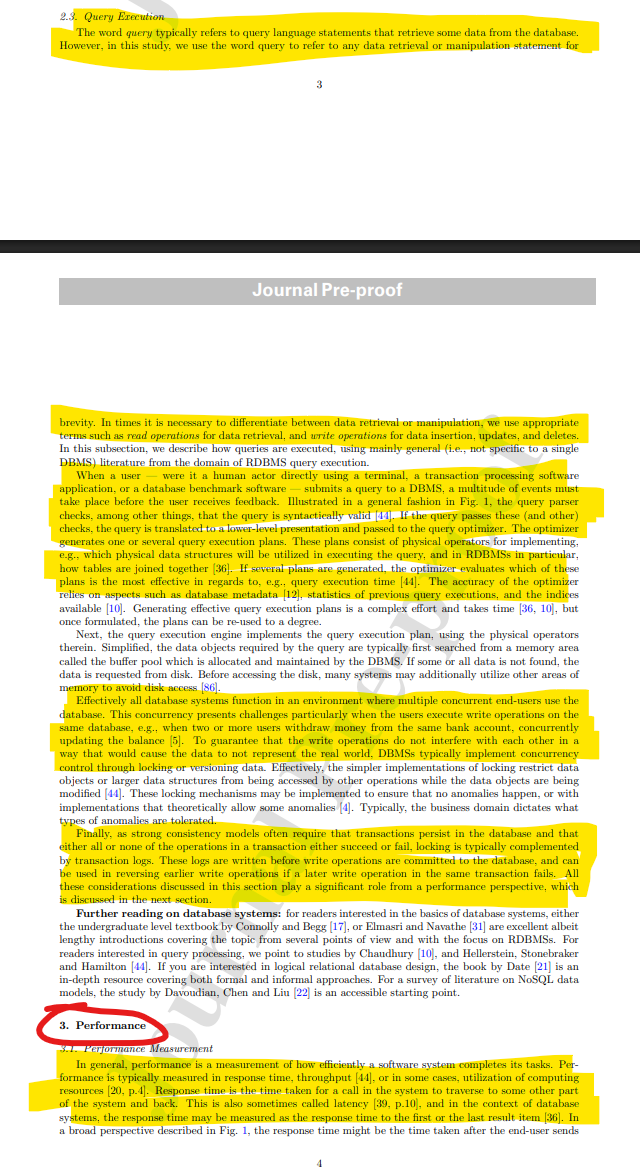 2.3. Query Execution
The word query typically refers to query language statements that retrieve some data from the database.
However, in this study, we use the word query to refer to any data retrieval or manipulation statement for
3
Journal Pre-proof
brevity. In times it is necessary to differentiate between data retrieval or manipulation, we use appropriate
terms such as read operations for data retrieval, and write operations for data insertion, updates, and deletes.
In this subsection, we describe how queries are executed, using mainly general (i.e., not specific to a single
DBMS) literature from the domain of RDBMS query execution.
When a user — were it a human actor directly using a terminal, a transaction processing software
application, or a database benchmark software — submits a query to a DBMS, a multitude of events must
take place before the user receives feedback. Illustrated in a general fashion in Fig. 1, the query parser
checks, among other things, that the query is syntactically valid [44]. If the query passes these (and other)
checks, the query is translated to a lower-level presentation and passed to the query optimizer. The optimizer
generates one or several query execution plans. These plans consist of physical operators for implementing,
e.g., which physical data structures will be utilized in executing the query, and in RDBMSs in particular,
how tables are joined together [36]. If several plans are generated, the optimizer evaluates which of these
plans is the most effective in regards to, e.g., query execution time [44]. The accuracy of the optimizer
relies on aspects such as database metadata [12], statistics of previous query executions, and the indices
available [10]. Generating effective query execution plans is a complex effort and takes time [36, 10], but
once formulated, the plans can be re-used to a degree.
Next, the query execution engine implements the query execution plan, using the physical operators
therein. Simplified, the data objects required by the query are typically first searched from a memory area
called the buffer pool which is allocated and maintained by the DBMS. If some or all data is not found, the
data is requested from disk. Before accessing the disk, many systems may additionally utilize other areas of
memory to avoid disk access [86].
Effectively all database systems function in an environment where multiple concurrent end-users use the
database. This concurrency presents challenges particularly when the users execute write operations on the
same database, e.g., when two or more users withdraw money from the same bank account, concurrently
updating the balance [5]. To guarantee that the write operations do not interfere with each other in a
way that would cause the data to not represent the real world, DBMSs typically implement concurrency
control through locking or versioning data. Effectively, the simpler implementations of locking restrict data
objects or larger data structures from being accessed by other operations while the data objects are being
modified [44]. These locking mechanisms may be implemented to ensure that no anomalies happen, or with
implementations that theoretically allow some anomalies [4]. Typically, the business domain dictates what
types of anomalies are tolerated.
Finally, as strong consistency models often require that transactions persist in the database and that
either all or none of the operations in a transaction either succeed or fail, locking is typically complemented
by transaction logs. These logs are written before write operations are committed to the database, and can
be used in reversing earlier write operations if a later write operation in the same transaction fails. All
these considerations discussed in this section play a significant role from a performance perspective, which
is discussed in the next section.
Further reading on database systems: for readers interested in the basics of database systems, either
the undergraduate level textbook by Connolly and Begg [17], or Elmasri and Navathe [31] are excellent albeit
lengthy introductions covering the topic from several points of view and with the focus on RDBMSs. For
readers interested in query processing, we point to studies by Chaudhury [10], and Hellerstein, Stonebraker
and Hamilton [44]. If you are interested in logical relational database design, the book by Date [21] is an
in-depth resource covering both formal and informal approaches. For a survey of literature on NoSQL data
models, the study by Davoudian, Chen and Liu [22] is an accessible starting point.
3. Performance
3.1. Performance Measurement
In general, performance is a measurement of how efficiently a software system completes its tasks. Per-
formance is typically measured in response time, throughput [44], or in some cases, utilization of computing
resources [20, p.4]. Response time is the time taken for a call in the system to traverse to some other part
of the system and back. This is also sometimes called latency [39, p.10], and in the context of database
systems, the response time may be measured as the response time to the first or the last result item [36]. In
a broad perspective described in Fig. 1, the response time might be the time taken after the end-user sends
4